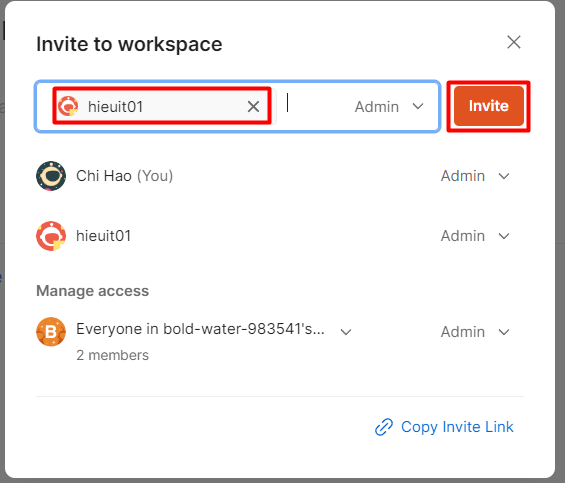 Invite to workspace
hieuit01 Admin Invite
Chi Hao (You) Admin
hieuit01 Admin
Manage access
B Everyone in bold-water-983541's... Admin
2 members
Copy Invite Link